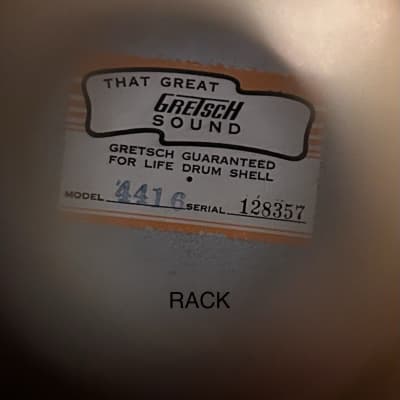 THAT GREAT
GRETSCH
SOUND
GRETSCH GUARANTEED
FOR LIFE DRUM SHELL
MODEL 4416 SERIAL 128357
RACK